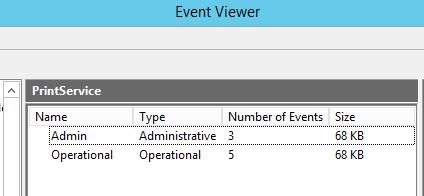 Event Viewer
PrintService
Name Type Number of Events Size
Admin Administrative 3 68 KB
Operational Operational 5 68 KB